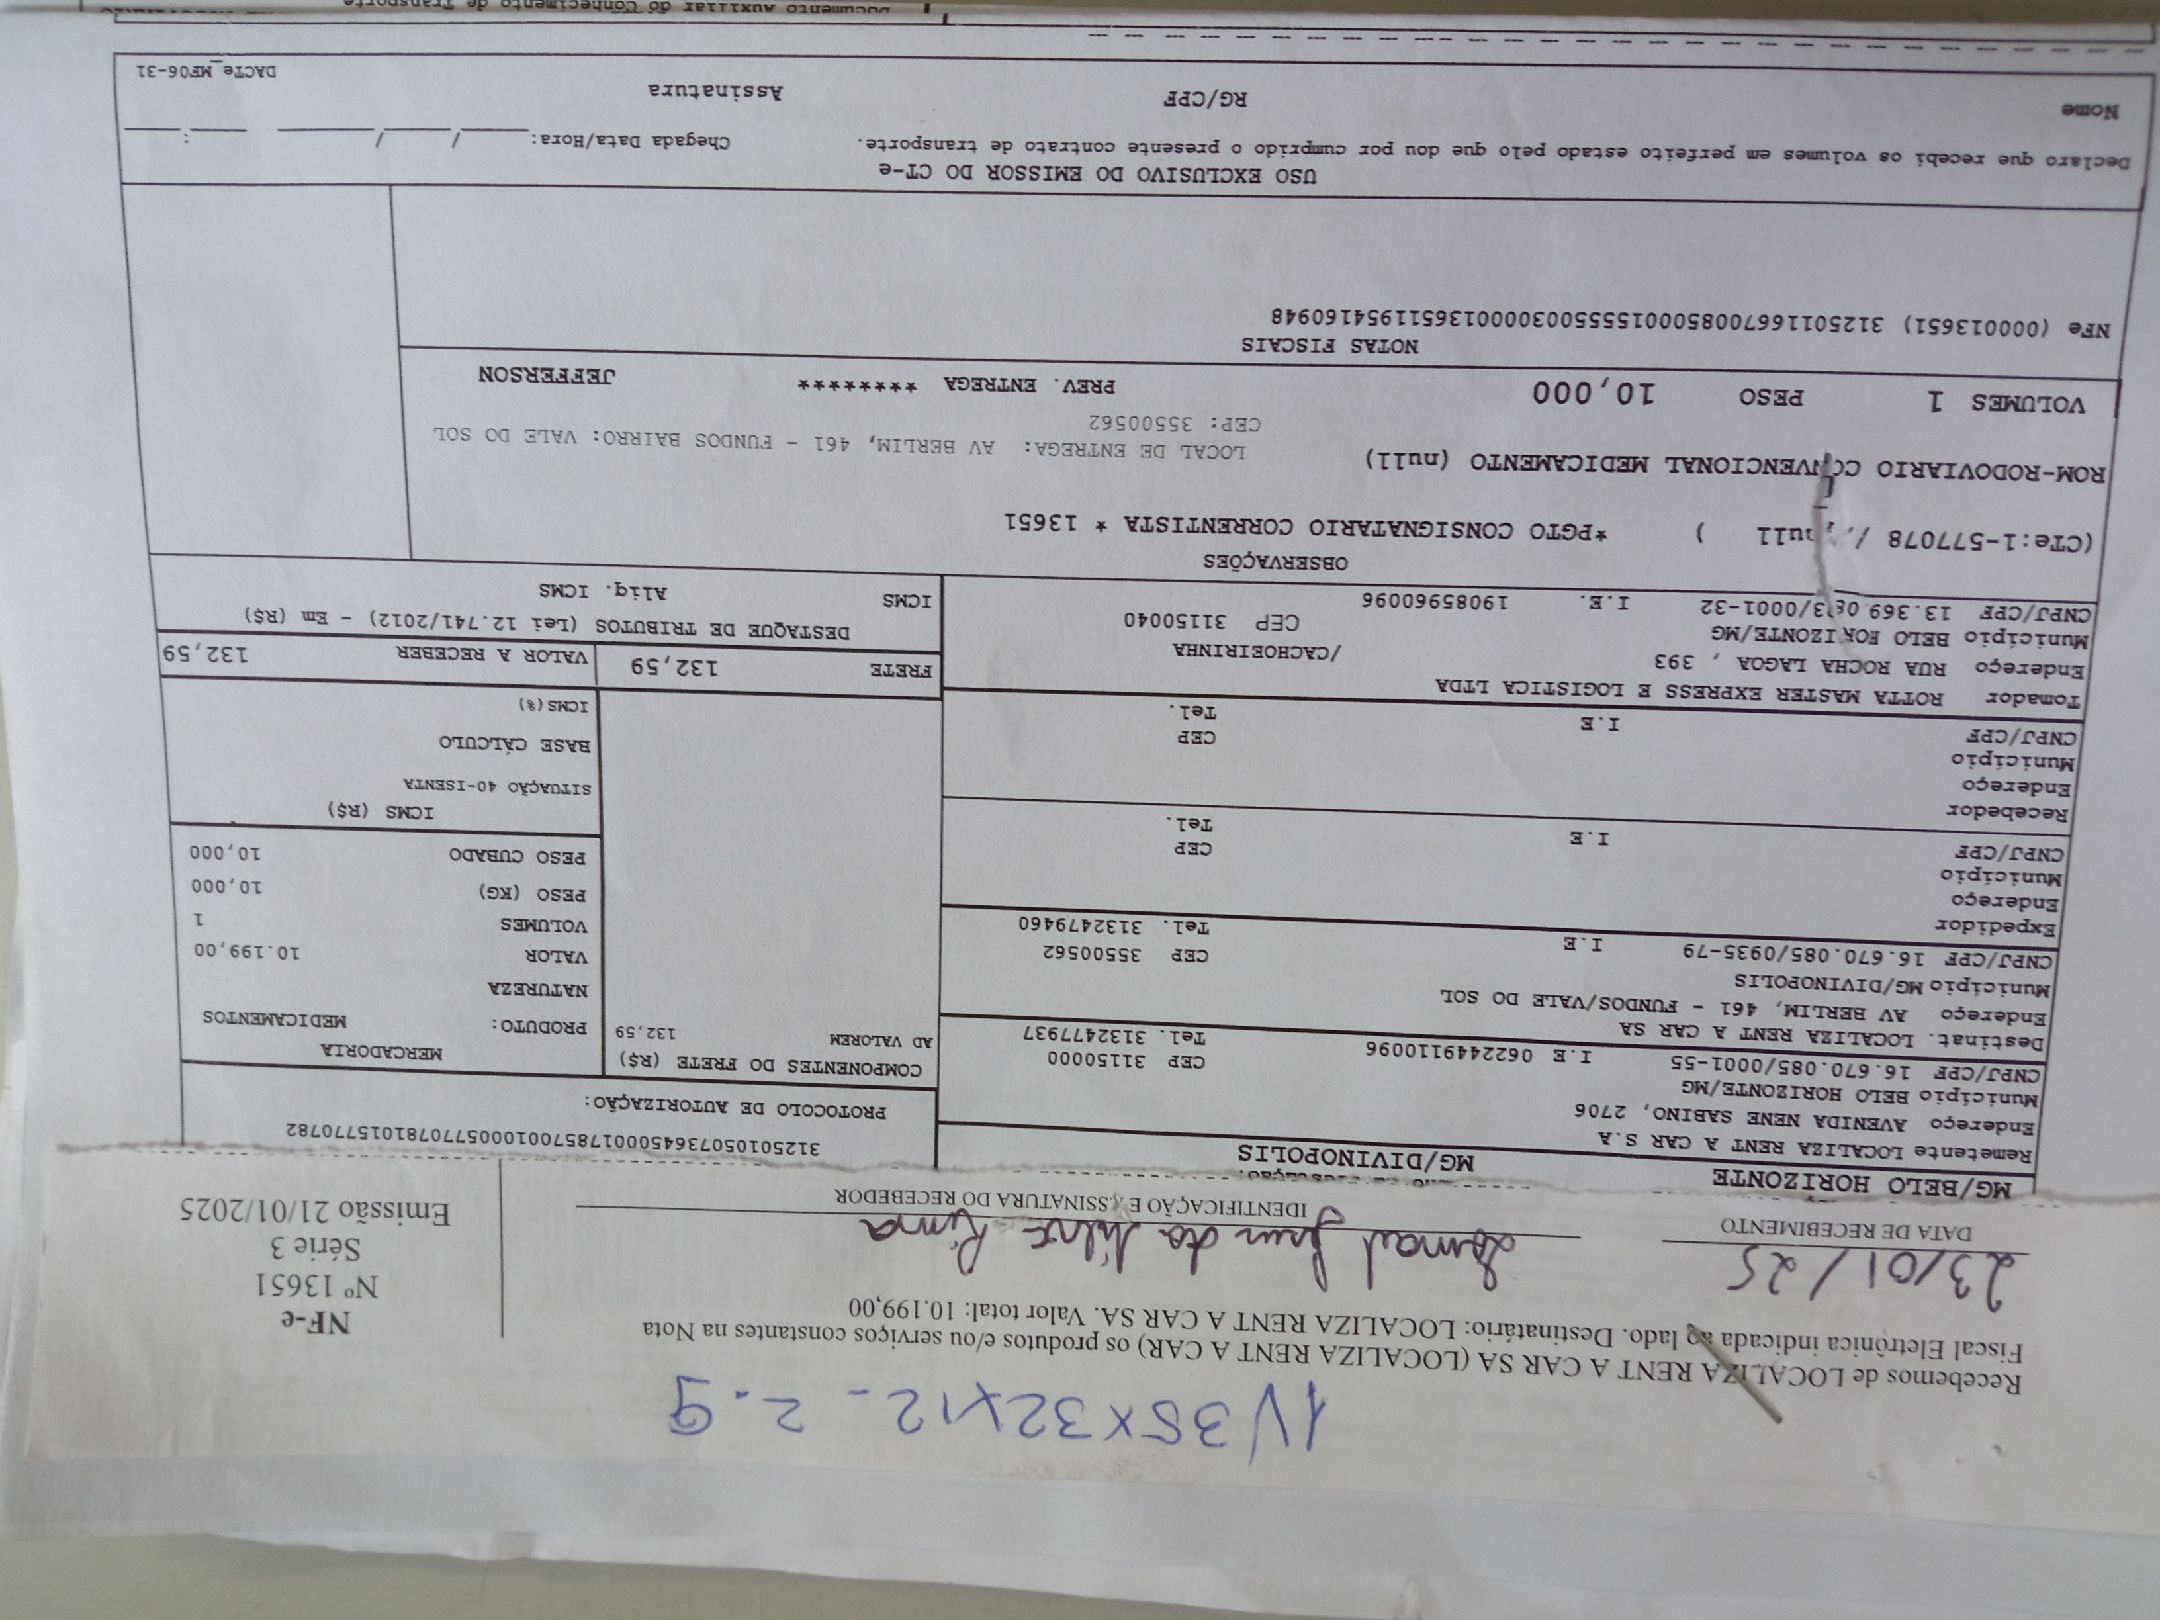 1V 35x32x12 - 2.9
Recebemos de LOCALIZA RENT A CAR SA (LOCALIZA RENT A CAR) os produtos e/ou serviços constantes na Nota
Fiscal Eletrônica indicada ao lado. Destinatário: LOCALIZA RENT A CAR SA. Valor total: 10.199,00
NF-e
Nº 13651
Série 3
Emissão 21/01/2025
23/01/25
da
DATA DE RECEBIMENTO
IDENTIFICAÇÃO E ASSINATURA DO RECEBEDOR
MG/BELO HORIZONTE MG/DIVINOPOLIS
Remetente LOCALIZA RENT A CAR S.A
Endereço AVENIDA NENE SABINO, 2706
Município BELO HORIZONTE/MG CEP 31150000
CNPJ/CPF 16.670.085/0001-55 I.E 0622449110096 Tel. 3132477937
Destinat. LOCALIZA RENT A CAR SA
Endereço AV BERLIM, 461 - FUNDOS/VALE DO SOL
Município MG/DIVINOPOLIS CEP 35500562
CNPJ/CPF 16.670.085/0935-79 I.E Tel. 3132479460
Expedidor
Endereço
Município CEP
CNPJ/CPF I.E Tel.
Recebedor
Endereço
Município CEP
CNPJ/CPF I.E Tel.
Tomador ROTTA MASTER EXPRESS E LOGISTICA LTDA
Endereço RUA ROCHA LAGOA , 393 /CACHOEIRINHA
Município BELO HORIZONTE/MG CEP 31150040
CNPJ/CPF 13.369.083/0001-32 I.E. 19085960096
PROTOCOLO DE AUTORIZAÇÃO:
COMPONENTES DO FRETE (R$)
AD VALOREM 132,59
FRETE 132,59
MERCADORIA
PRODUTO: MEDICAMENTOS
NATUREZA
VALOR 10.199,00
VOLUMES 1
PESO (KG) 10,000
PESO CUBADO 10,000
ICMS (R$)
SITUAÇÃO 40-ISENTA
BASE CÁLCULO
ICMS(%)
VALOR A RECEBER 132,59
DESTAQUE DE TRIBUTOS (Lei 12.741/2012) - Em (R$)
ICMS Aliq. ICMS
OBSERVAÇÕES
(CTe:1-577078 / null ) *PGTO CONSIGNATARIO CORRENTISTA * 13651
ROM-RODOVIARIO CONVENCIONAL MEDICAMENTO (null) LOCAL DE ENTREGA: AV BERLIM, 461 - FUNDOS BAIRRO: VALE DO SOL
CEP: 35500562
VOLUMES 1 PESO 10,000 PREV. ENTREGA ********* JEFFERSON
NOTAS FISCAIS
NFe (000013651) 31250116670085000155550030000136511954160948
USO EXCLUSIVO DO EMISSOR DO CT-e
Declaro que recebi os volumes em perfeito estado pelo que dou por cumprido o presente contrato de transporte. Chegada Data/Hora: / / :
Nome RG/CPF Assinatura
DACTe_MF06-31
Documento Auxiliar do Conhecimento de Transporte